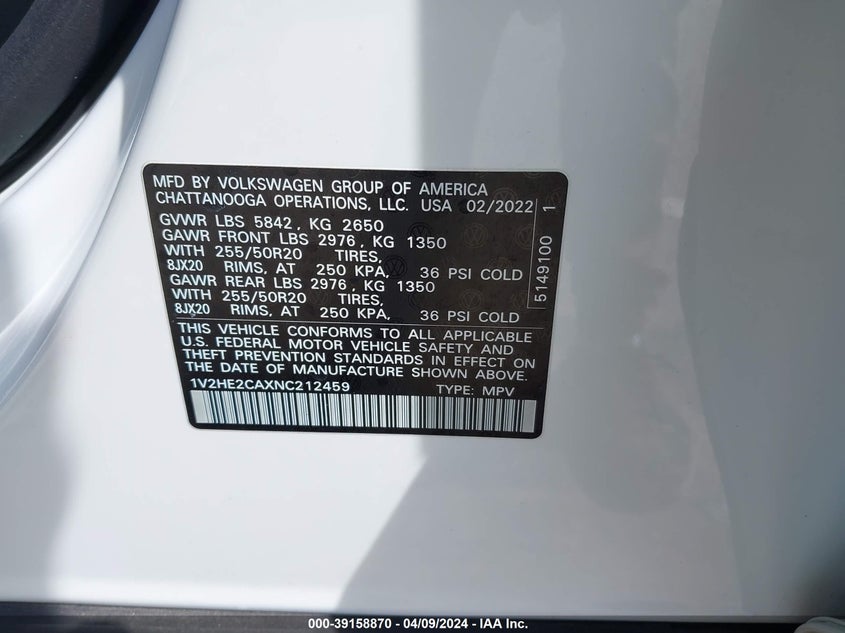 MFD BY VOLKSWAGEN GROUP OF AMERICA
CHATTANOOGA OPERATIONS, LLC. USA 02/2022
GVWR LBS 5842, KG 2650
GAWR FRONT LBS 2976, KG 1350
WITH 255/50R20 TIRES,
8JX20 RIMS, AT 250 KPA, 36 PSI COLD
GAWR REAR LBS 2976, KG 1350
WITH 255/50R20 TIRES,
8JX20 RIMS, AT 250 KPA, 36 PSI COLD
THIS VEHICLE CONFORMS TO ALL APPLICABLE
U.S. FEDERAL MOTOR VEHICLE SAFETY AND
THEFT PREVENTION STANDARDS IN EFFECT ON
THE DATE OF MANUFACTURE SHOWN ABOVE.
1V2HE2CAXNC212459 TYPE: MPV
5149100 1
000-39158870 - 04/09/2024 - IAA Inc.